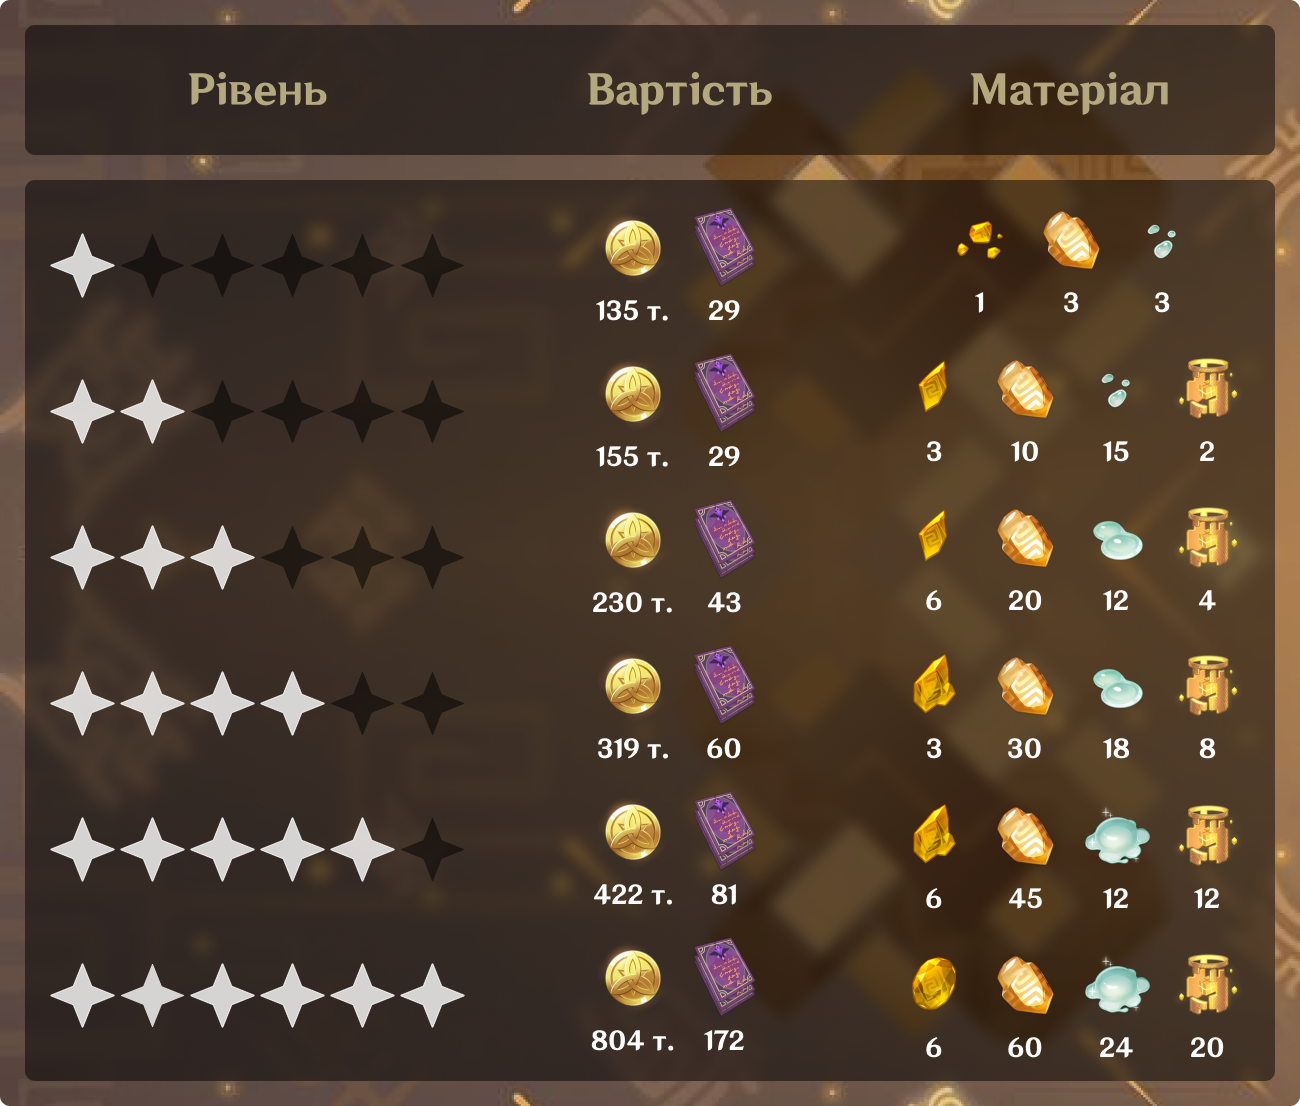 Рівень Вартість Матеріал
135 т. 29 1 3 3
155 т. 29 3 10 15 2
230 т. 43 6 20 12 4
319 т. 60 3 30 18 8
422 т. 81 6 45 12 12
804 т. 172 6 60 24 20